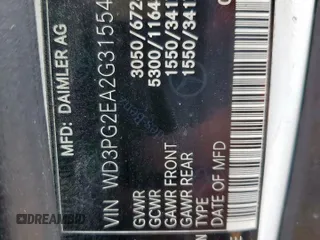 MFD: DAIMLER AG
VIN WD3PG2EA2G31554
GVWR 3050/672
GCWR 5300/1164
GAWR FRONT 1550/341
GAWR REAR 1550/341
DATE OF MFD
TYPE
DREAMBID